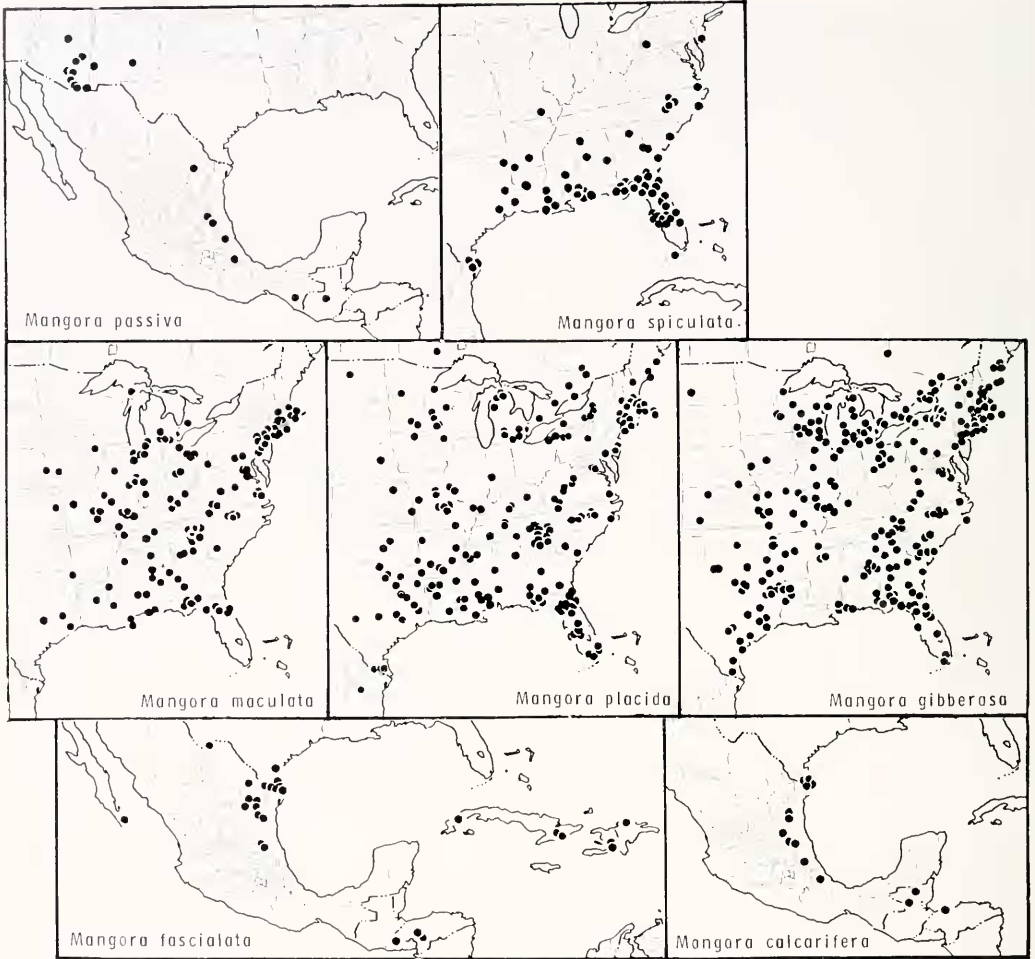 Mangora passiva
Mangora spiculata.
Mangora maculata
Mangora placida
Mangora gibberosa
Mangora fascialata
Mangora calcarifera